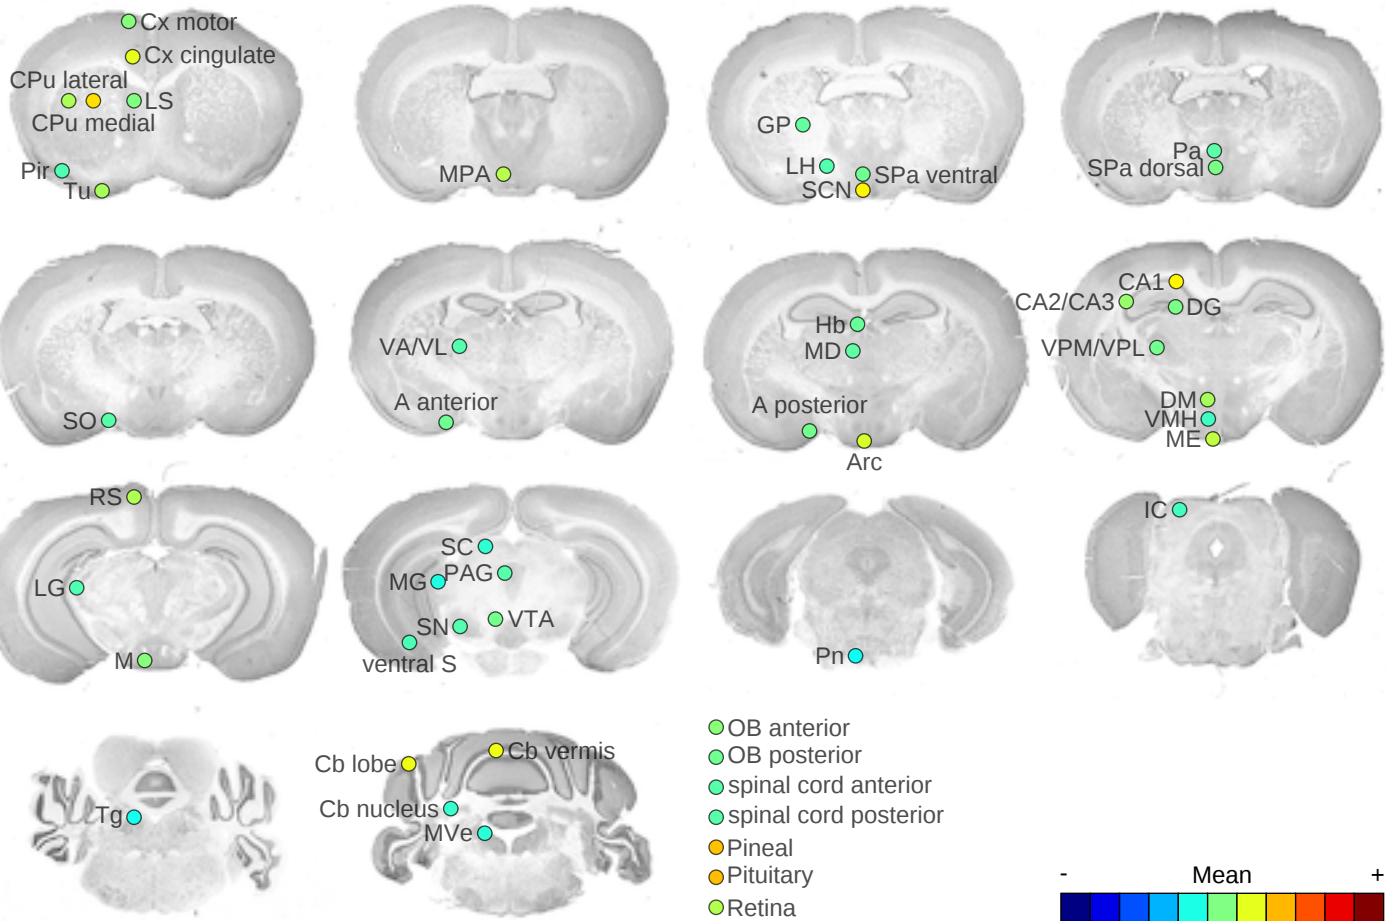 Cx motor
Cx cingulate
CPu lateral
LS
CPu medial
Pir
Tu
MPA
GP
LH
SPa ventral
SCN
Pa
SPa dorsal
SO
VA/VL
A anterior
Hb
MD
A posterior
Arc
CA1
CA2/CA3
DG
VPM/VPL
DM
VMH
ME
RS
LG
M
SC
MG
PAG
SN
VTA
ventral S
Pn
IC
Tg
Cb lobe
Cb vermis
Cb nucleus
MVe
OB anterior
OB posterior
spinal cord anterior
spinal cord posterior
Pineal
Pituitary
Retina
- Mean +